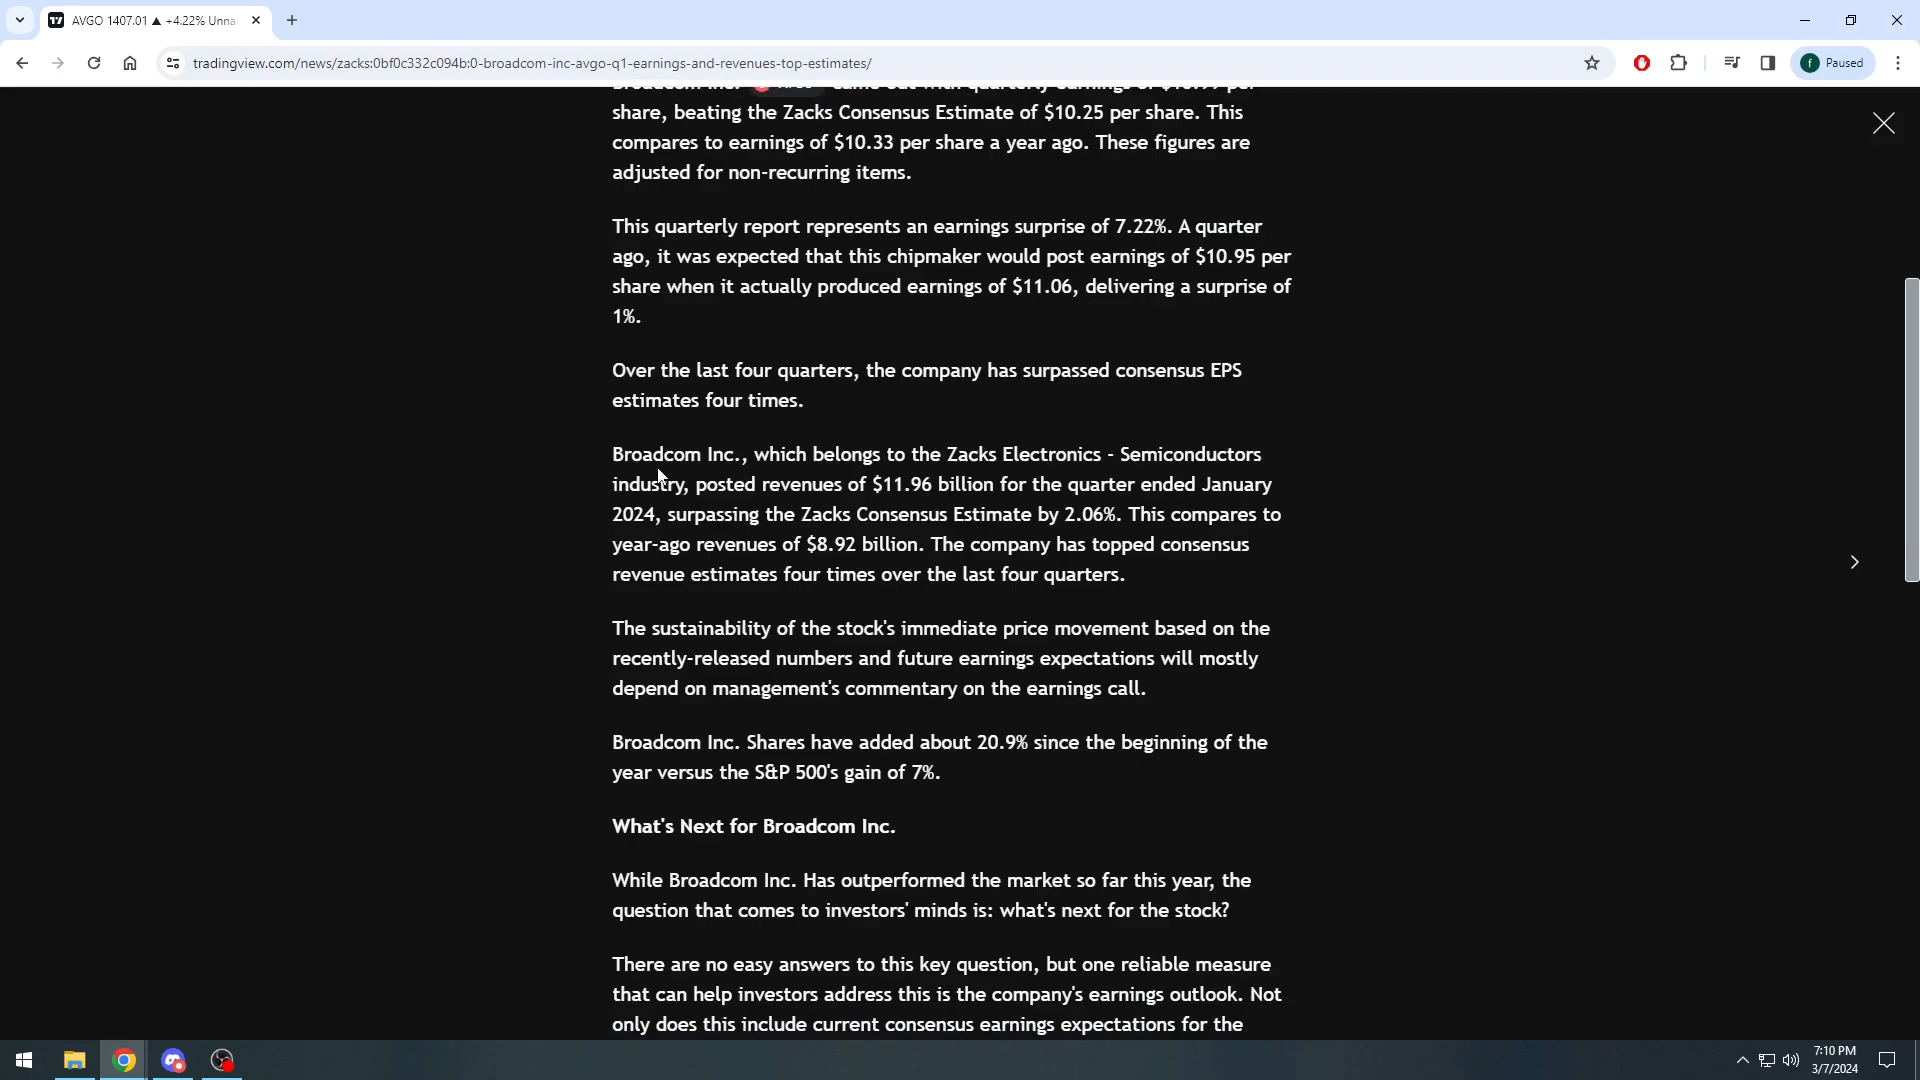 AVGO 1407.01 ▲ +4.22% Unna
tradingview.com/news/zacks:0bf0c332c094b:0-broadcom-inc-avgo-q1-earnings-and-revenues-top-estimates/
f Paused
Broadcom Inc. came out with quarterly earnings of per
share, beating the Zacks Consensus Estimate of $10.25 per share. This
compares to earnings of $10.33 per share a year ago. These figures are
adjusted for non-recurring items.
This quarterly report represents an earnings surprise of 7.22%. A quarter
ago, it was expected that this chipmaker would post earnings of $10.95 per
share when it actually produced earnings of $11.06, delivering a surprise of
1%.
Over the last four quarters, the company has surpassed consensus EPS
estimates four times.
Broadcom Inc., which belongs to the Zacks Electronics - Semiconductors
industry, posted revenues of $11.96 billion for the quarter ended January
2024, surpassing the Zacks Consensus Estimate by 2.06%. This compares to
year-ago revenues of $8.92 billion. The company has topped consensus
revenue estimates four times over the last four quarters.
The sustainability of the stock's immediate price movement based on the
recently-released numbers and future earnings expectations will mostly
depend on management's commentary on the earnings call.
Broadcom Inc. Shares have added about 20.9% since the beginning of the
year versus the S&P 500's gain of 7%.
What's Next for Broadcom Inc.
While Broadcom Inc. Has outperformed the market so far this year, the
question that comes to investors' minds is: what's next for the stock?
There are no easy answers to this key question, but one reliable measure
that can help investors address this is the company's earnings outlook. Not
only does this include current consensus earnings expectations for the
7:10 PM
3/7/2024